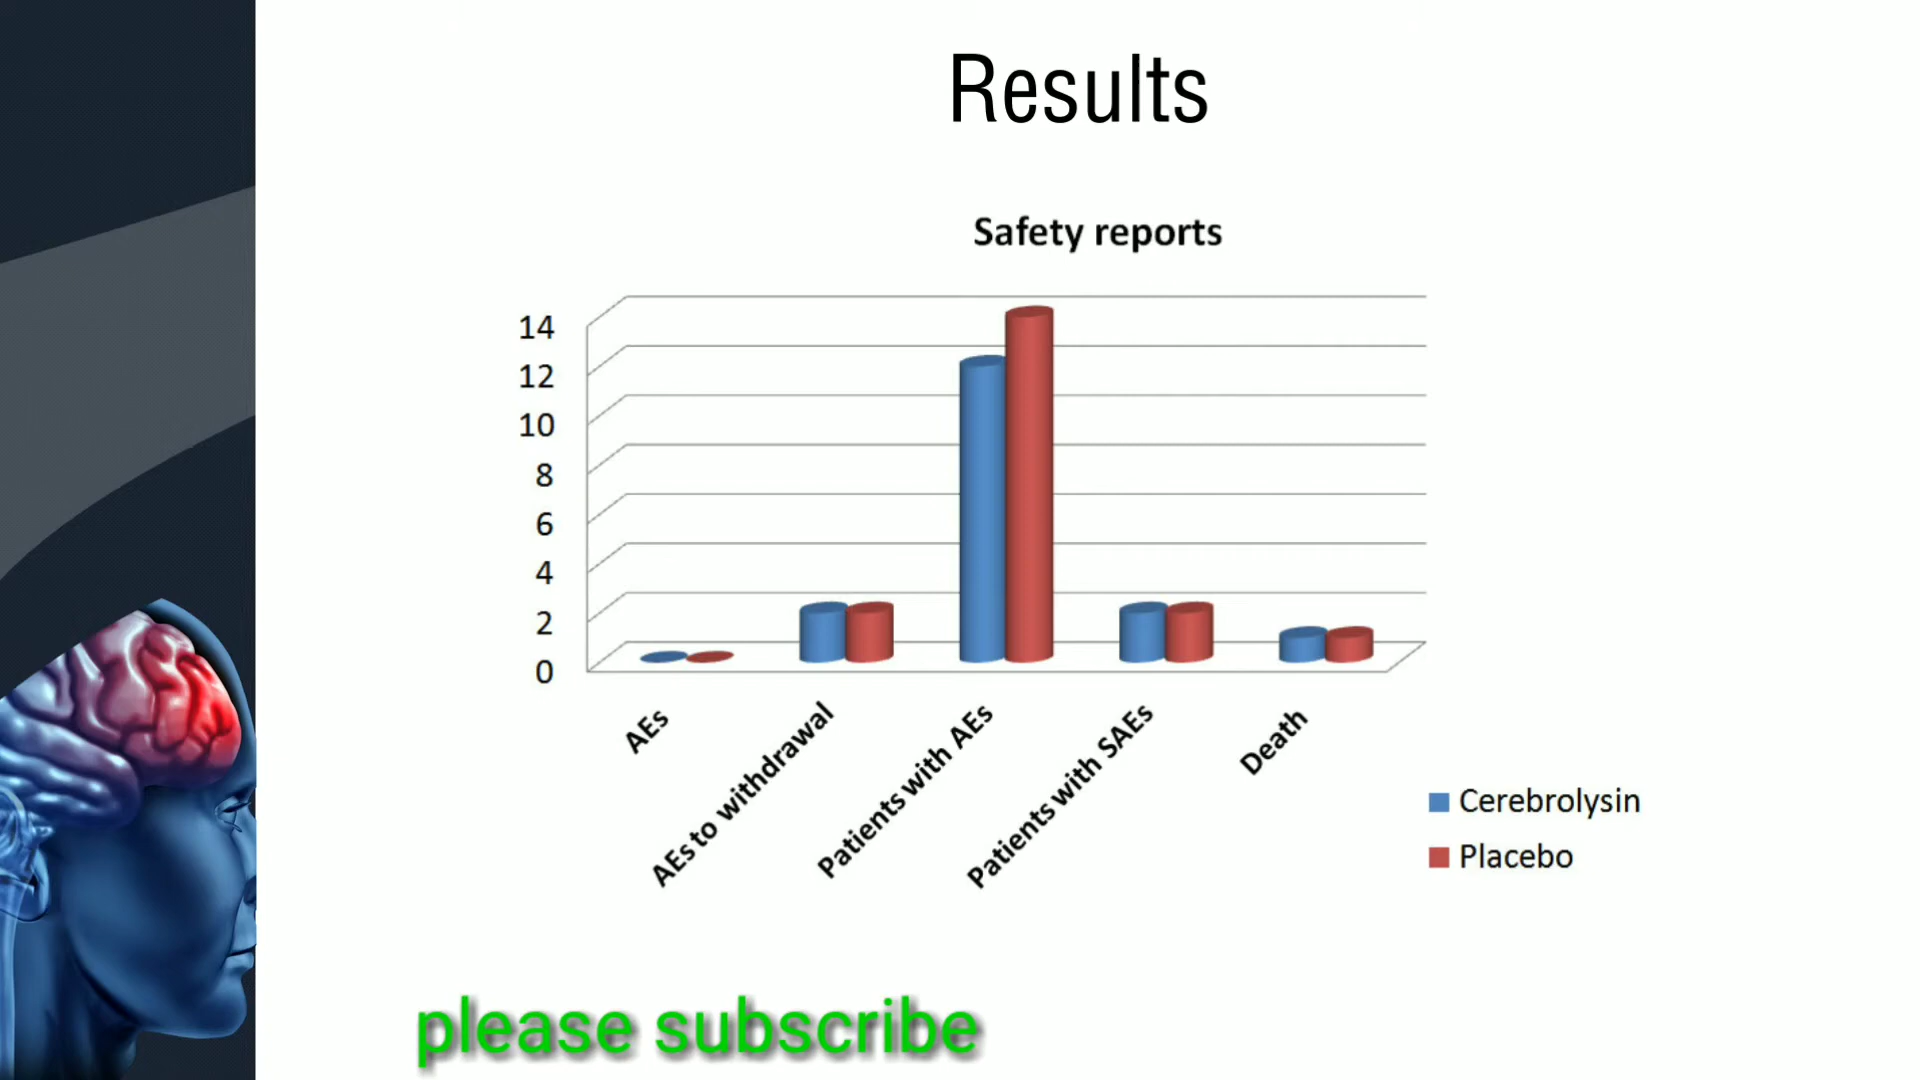 Results
Safety reports
14
12
10
8
6
4
2
0
AEs
AEs to withdrawal
Patients with AEs
Patients with SAEs
Death
Cerebrolysin
Placebo
please subscribe